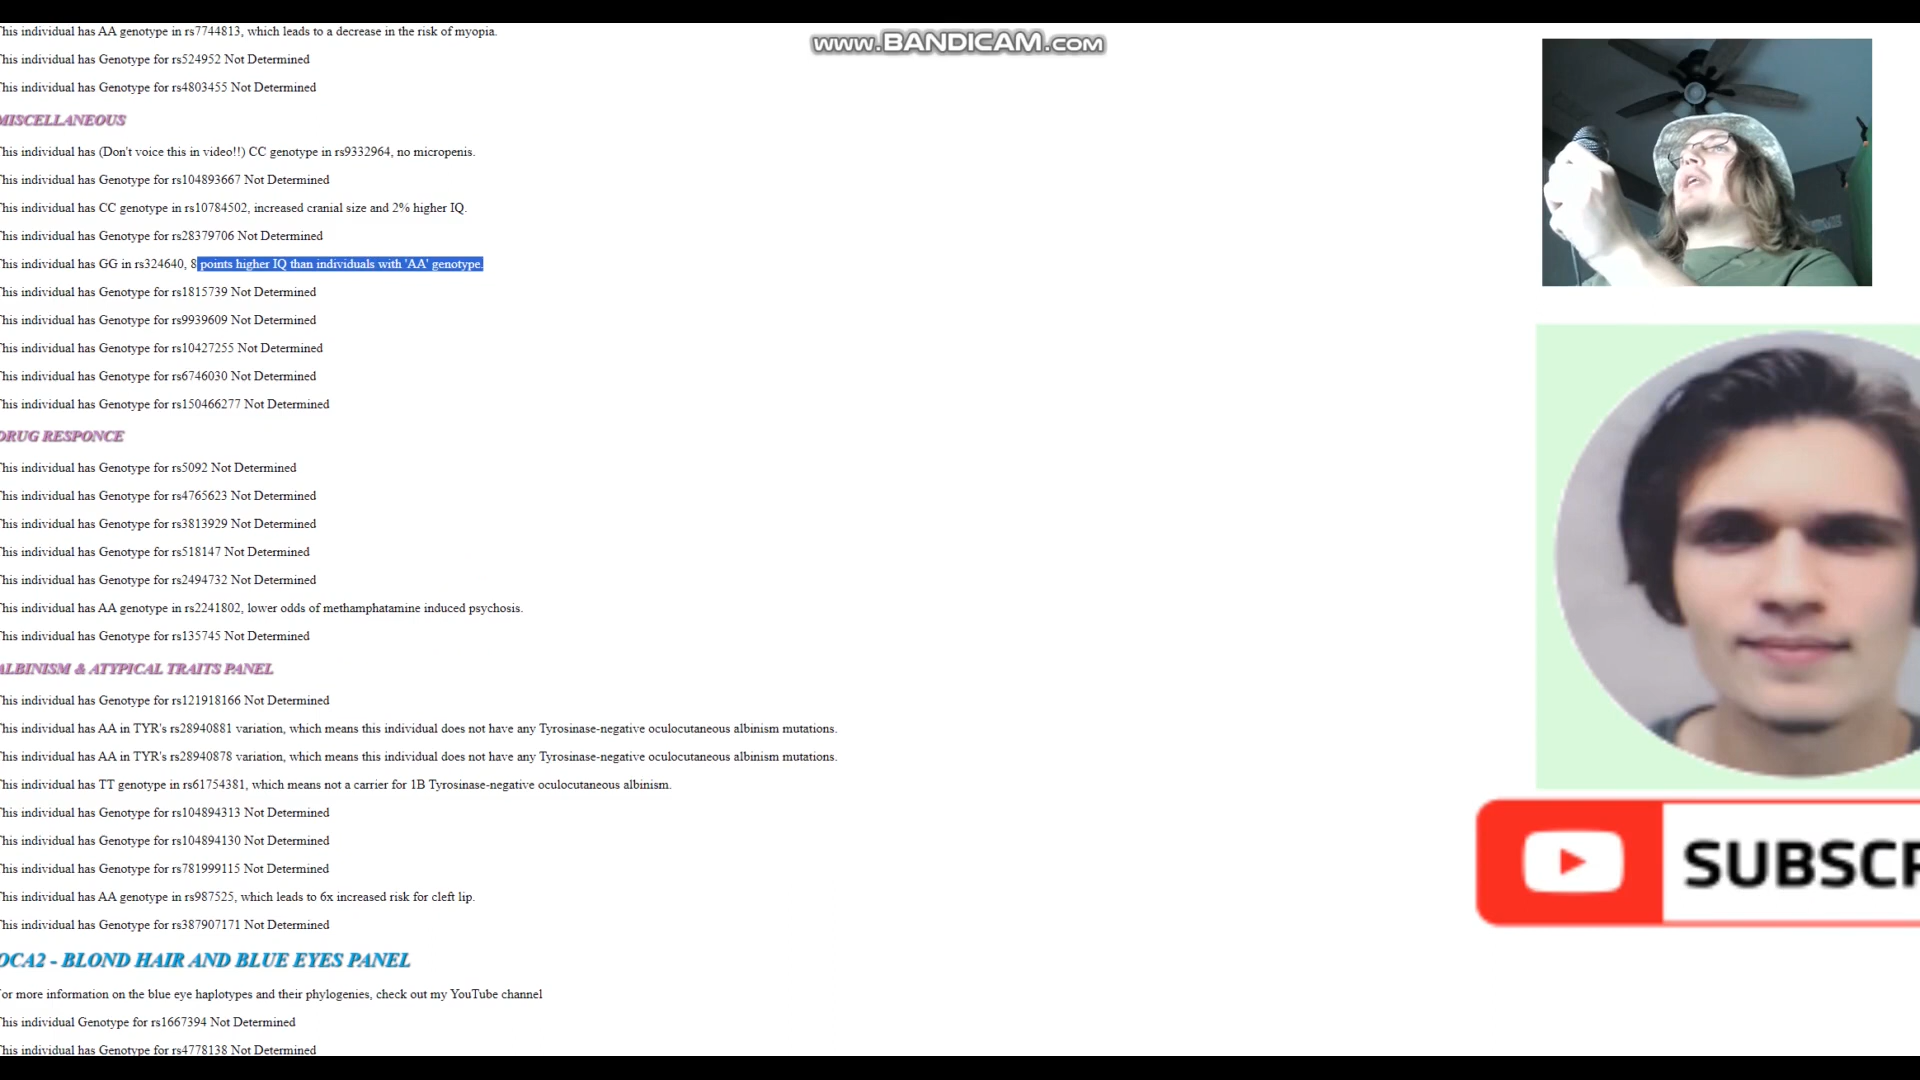 www.BANDICAM.com
his individual has AA genotype in rs7744813, which leads to a decrease in the risk of myopia.
his individual has Genotype for rs524952 Not Determined
his individual has Genotype for rs4803455 Not Determined
MISCELLANEOUS
his individual has (Don't voice this in video!!) CC genotype in rs9332964, no micropenis.
his individual has Genotype for rs104893667 Not Determined
his individual has CC genotype in rs10784502, increased cranial size and 2% higher IQ.
his individual has Genotype for rs28379706 Not Determined
his individual has GG in rs324640, 8 points higher IQ than individuals with 'AA' genotype.
his individual has Genotype for rs1815739 Not Determined
his individual has Genotype for rs9939609 Not Determined
his individual has Genotype for rs10427255 Not Determined
his individual has Genotype for rs6746030 Not Determined
his individual has Genotype for rs150466277 Not Determined
DRUG RESPONCE
his individual has Genotype for rs5092 Not Determined
his individual has Genotype for rs4765623 Not Determined
his individual has Genotype for rs3813929 Not Determined
his individual has Genotype for rs518147 Not Determined
his individual has Genotype for rs2494732 Not Determined
his individual has AA genotype in rs2241802, lower odds of methamphatamine induced psychosis.
his individual has Genotype for rs135745 Not Determined
ALBINISM & ATYPICAL TRAITS PANEL
his individual has Genotype for rs121918166 Not Determined
his individual has AA in TYR's rs28940881 variation, which means this individual does not have any Tyrosinase-negative oculocutaneous albinism mutations.
his individual has AA in TYR's rs28940878 variation, which means this individual does not have any Tyrosinase-negative oculocutaneous albinism mutations.
his individual has TT genotype in rs61754381, which means not a carrier for 1B Tyrosinase-negative oculocutaneous albinism.
his individual has Genotype for rs104894313 Not Determined
his individual has Genotype for rs104894130 Not Determined
his individual has Genotype for rs781999115 Not Determined
his individual has AA genotype in rs987525, which leads to 6x increased risk for cleft lip.
his individual has Genotype for rs387907171 Not Determined
OCA2 - BLOND HAIR AND BLUE EYES PANEL
or more information on the blue eye haplotypes and their phylogenies, check out my YouTube channel
his individual Genotype for rs1667394 Not Determined
his individual has Genotype for rs4778138 Not Determined
SUBSCR